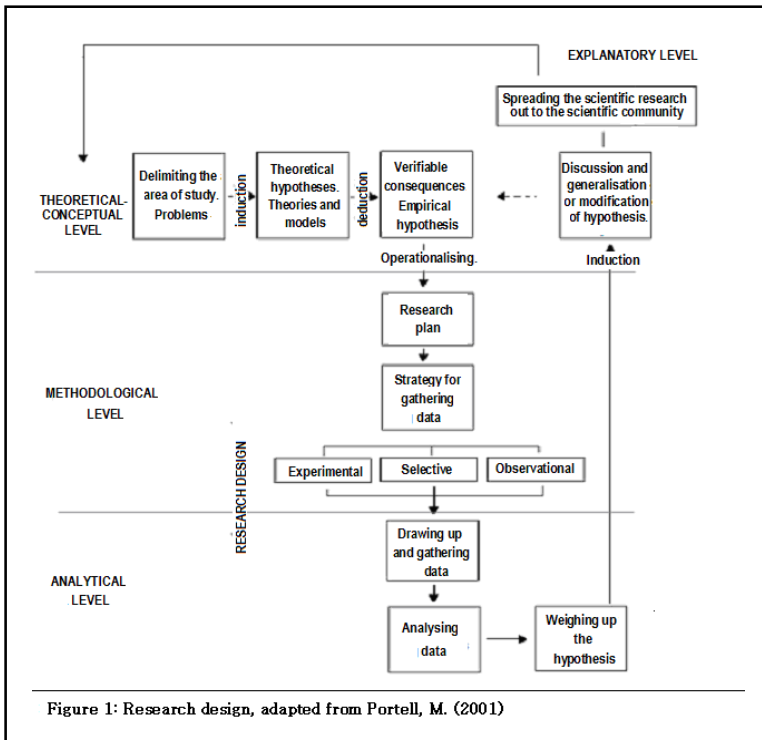 EXPLANATORY LEVEL
Spreading the scientific research
out to the scientific community
THEORETICAL-
CONCEPTUAL
LEVEL
Delimiting the
area of study.
Problems
induction
Theoretical
hypotheses.
Theories and
models
deduction
Verifiable
consequences
Empirical
hypothesis
Discussion and
generalisation
or modification
of hypothesis.
Operationalising.
Induction
METHODOLOGICAL
LEVEL
Research
plan
Strategy for
gathering
data
RESEARCH DESIGN
Experimental
Selective
Observational
ANALYTICAL
LEVEL
Drawing up
and gathering
data
Analysing
data
Weighing up
the
hypothesis
Figure 1: Research design, adapted from Portell, M. (2001)